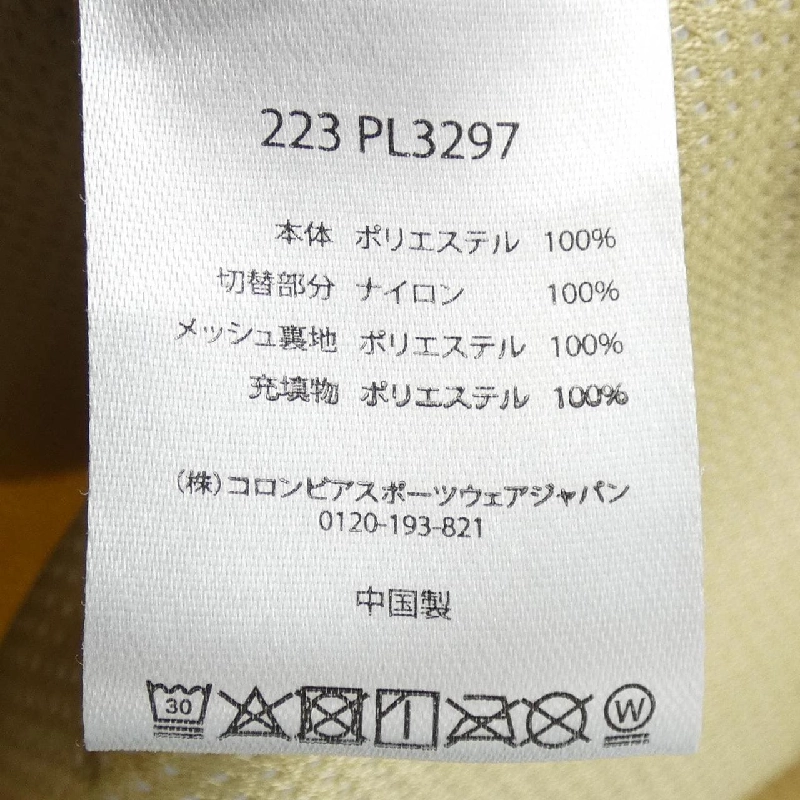 223 PL3297
本体 ポリエステル 100%
切替部分 ナイロン 100%
メッシュ裏地 ポリエステル 100%
充填物 ポリエステル 100%
(株)コロンビアスポーツウェアジャパン
0120-193-821
中国製
30 W